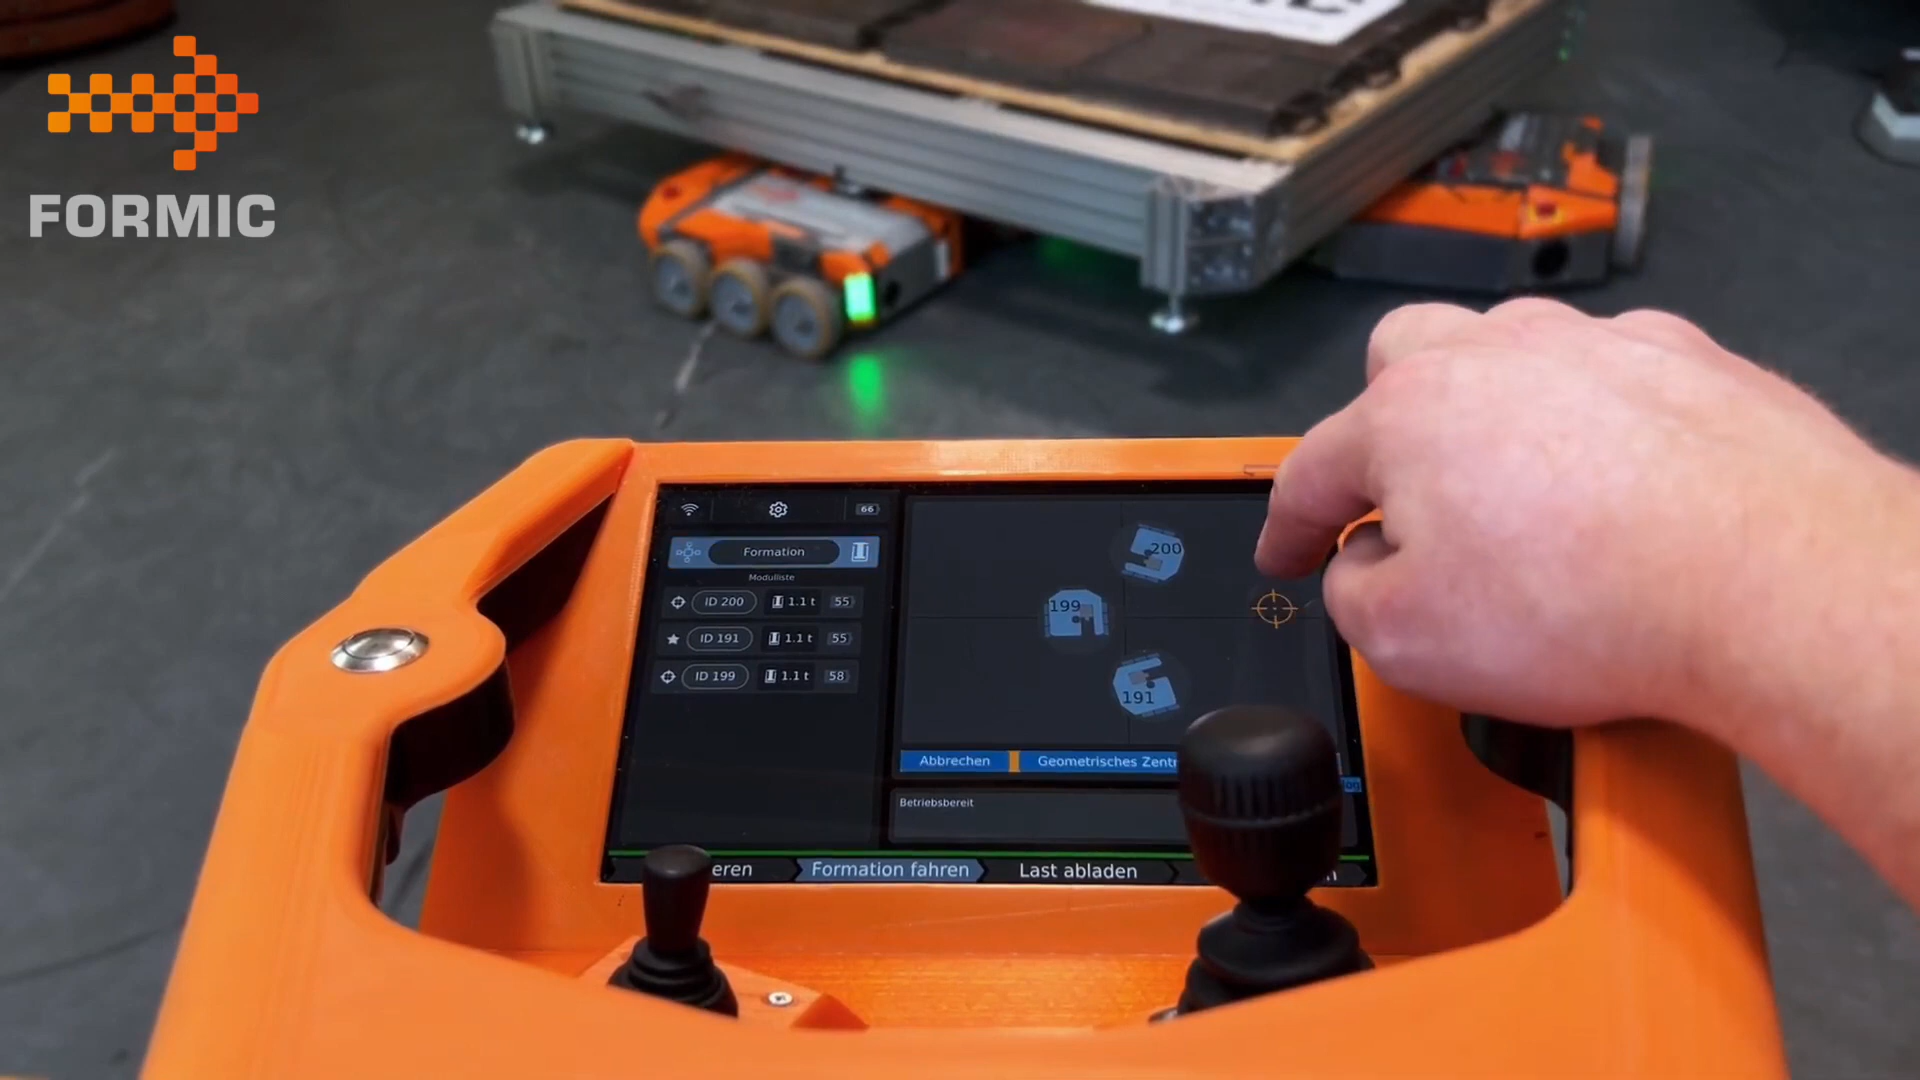 FORMIC
66
Formation
Modulliste
ID 200 1.1 t 55
ID 191 1.1 t 55
ID 199 1.1 t 58
200
199
191
Abbrechen Geometrisches Zentr
Betriebsbereit
eren Formation fahren Last abladen